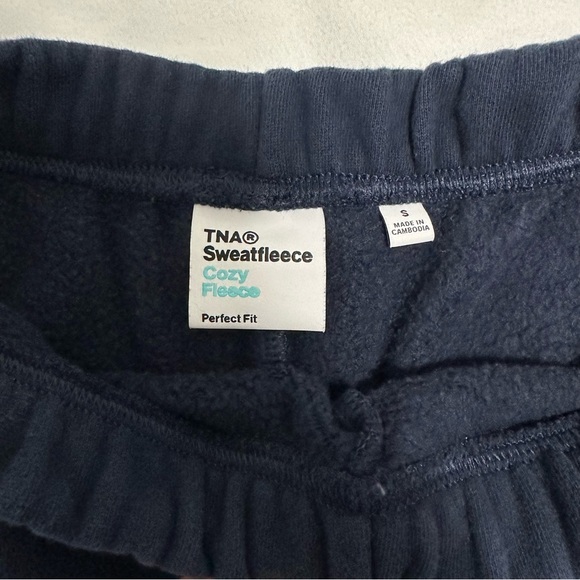 TNA®
Sweatfleece
Cozy
Fleece
Perfect Fit
S
MADE IN
CAMBODIA